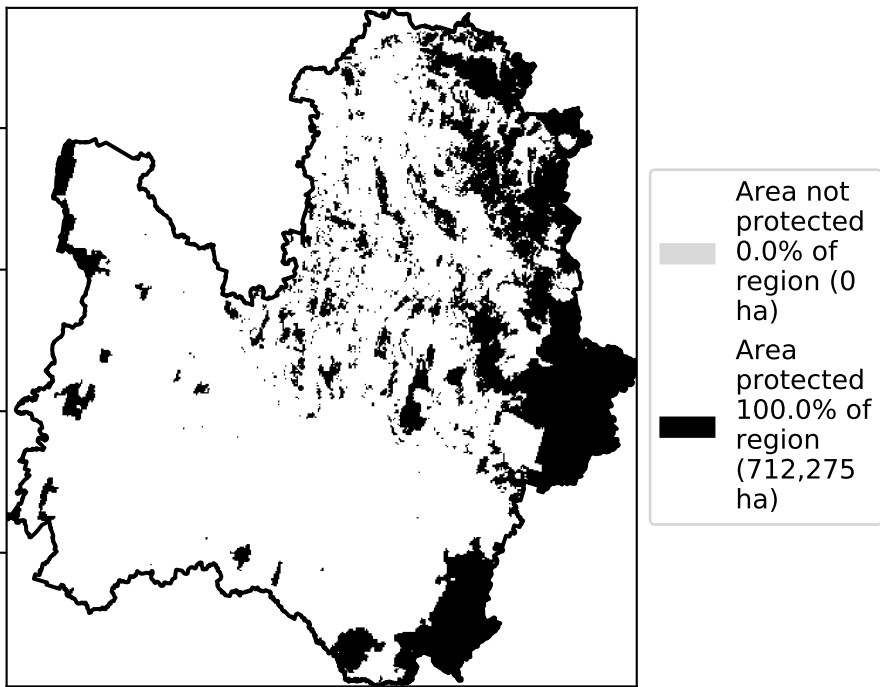 Area not
protected
0.0% of
region (0
ha)
Area
protected
100.0% of
region
(712,275
ha)